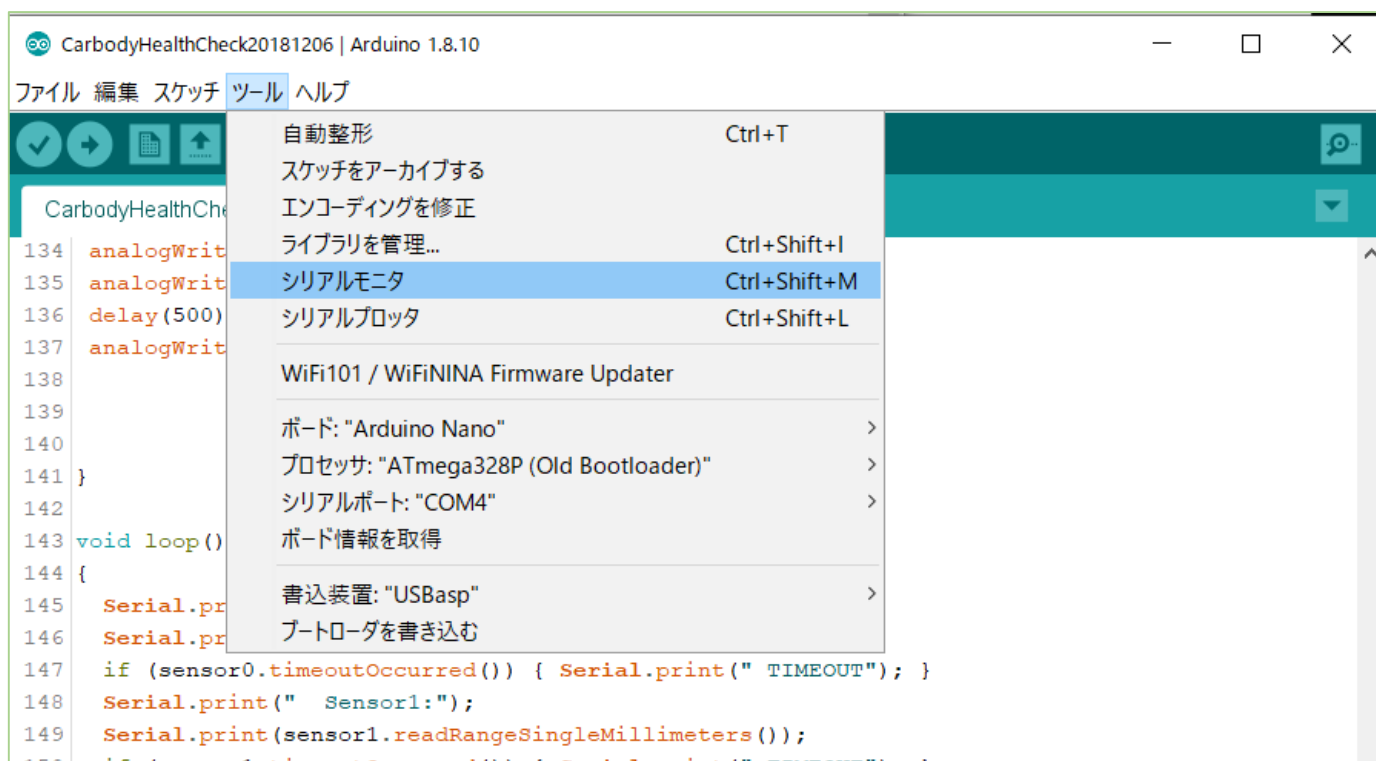 CarbodyHealthCheck20181206 | Arduino 1.8.10
ファイル 編集 スケッチ ツール ヘルプ
自動整形 Ctrl+T
スケッチをアーカイブする
エンコーディングを修正
ライブラリを管理... Ctrl+Shift+I
シリアルモニタ Ctrl+Shift+M
シリアルプロッタ Ctrl+Shift+L
WiFi101 / WiFiNINA Firmware Updater
ボード: "Arduino Nano"
プロセッサ: "ATmega328P (Old Bootloader)"
シリアルポート: "COM4"
ボード情報を取得
書込装置: "USBasp"
ブートローダを書き込む
CarbodyHealthChe
134 analogWrit
135 analogWrit
136 delay(500)
137 analogWrit
138
139
140
141 }
142
143 void loop()
144 {
145 Serial.pr
146 Serial.pr
147 if (sensor0.timeoutOccurred()) { Serial.print(" TIMEOUT"); }
148 Serial.print("  Sensor1:");
149 Serial.print(sensor1.readRangeSingleMillimeters());